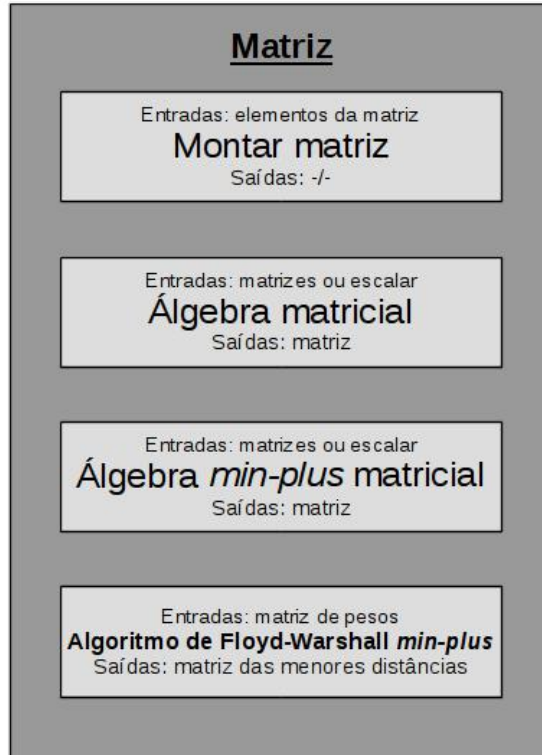 Matriz
Entradas: elementos da matriz
Montar matriz
Saídas: -/-
Entradas: matrizes ou escalar
Álgebra matricial
Saídas: matriz
Entradas: matrizes ou escalar
Álgebra min-plus matricial
Saídas: matriz
Entradas: matriz de pesos
Algoritmo de Floyd-Warshall min-plus
Saídas: matriz das menores distâncias